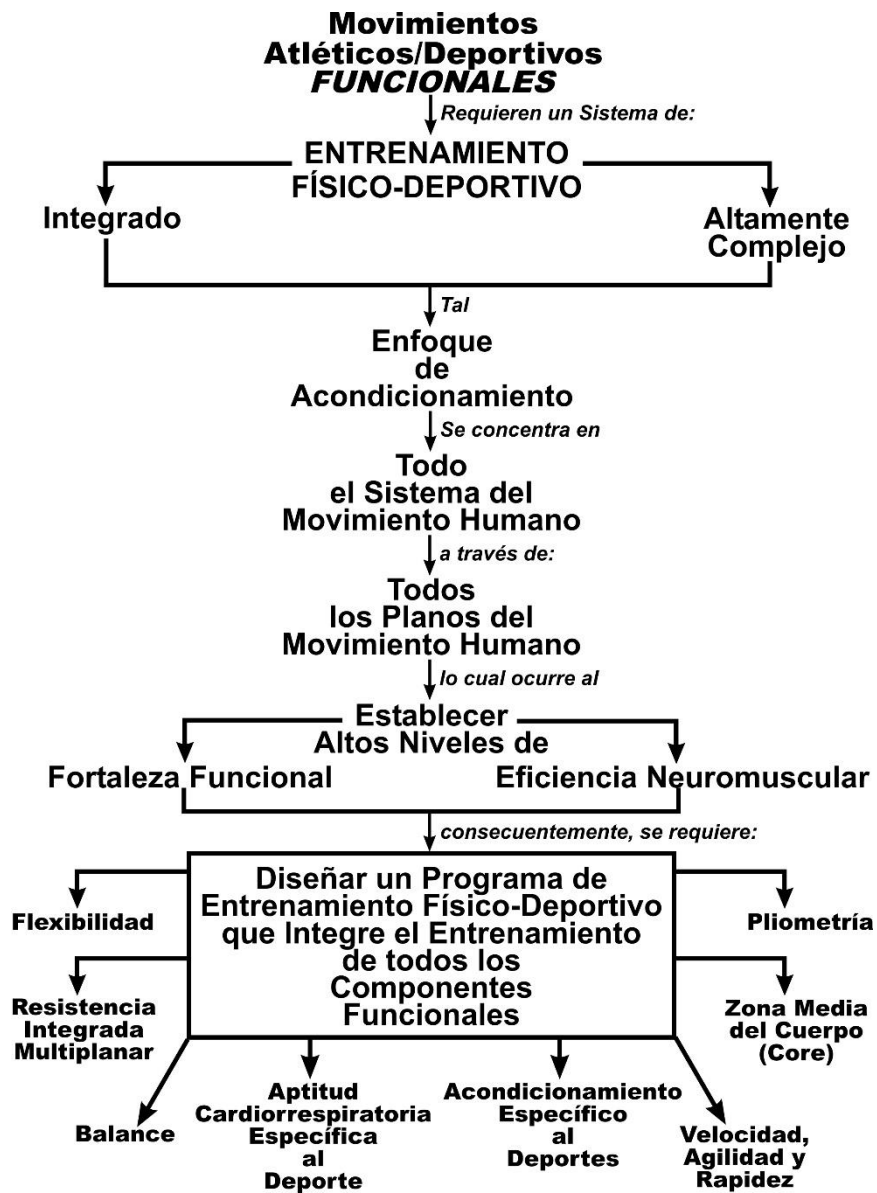 Movimientos
Atléticos/Deportivos
FUNCIONALES
Requieren un Sistema de:
ENTRENAMIENTO
FÍSICO-DEPORTIVO
Integrado
Altamente
Complejo
Tal
Enfoque
de
Acondicionamiento
Se concentra en
Todo
el Sistema del
Movimiento Humano
a través de:
Todos
los Planos del
Movimiento Humano
lo cual ocurre al
Establecer
Altos Niveles de
Fortaleza Funcional
Eficiencia Neuromuscular
consecuentemente, se requiere:
Diseñar un Programa de
Entrenamiento Físico-Deportivo
que Integre el Entrenamiento
de todos los
Componentes
Funcionales
Flexibilidad
Pliometría
Resistencia
Integrada
Multiplanar
Zona Media
del Cuerpo
(Core)
Balance
Aptitud
Cardiorrespiratoria
Específica
al
Deporte
Acondicionamiento
Específico
al
Deportes
Velocidad,
Agilidad y
Rapidez